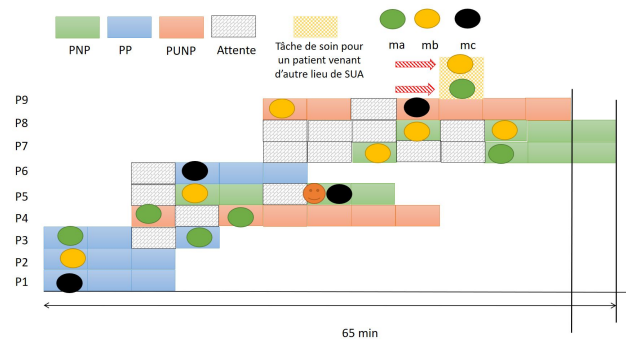 PNP PP PUNP Attente
Tâche de soin pour
un patient venant
d'autre lieu de SUA
ma mb mc
P9
P8
P7
P6
P5
P4
P3
P2
P1
65 min